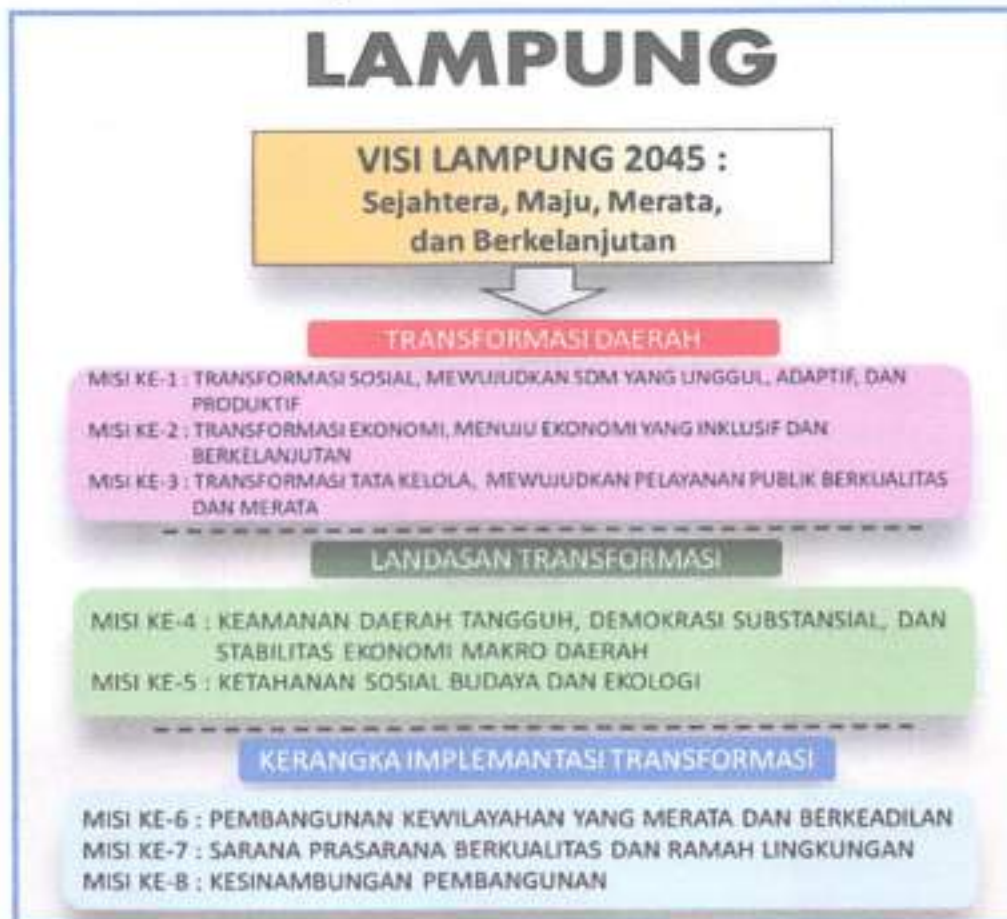 LAMPUNG
VISI LAMPUNG 2045 :
Sejahtera, Maju, Merata,
dan Berkelanjutan
TRANSFORMASI DAERAH
MISI KE-1 : TRANSFORMASI SOSIAL, MEWUJUDKAN SDM YANG UNGGUL, ADAPTIF, DAN
PRODUKTIF
MISI KE-2 : TRANSFORMASI EKONOMI, MENUJU EKONOMI YANG INKLUSIF DAN
BERKELANJUTAN
MISI KE-3 : TRANSFORMASI TATA KELOLA, MEWUJUDKAN PELAYANAN PUBLIK BERKUALITAS
DAN MERATA
LANDASAN TRANSFORMASI
MISI KE-4 : KEAMANAN DAERAH TANGGUH, DEMOKRASI SUBSTANSIAL, DAN
STABILITAS EKONOMI MAKRO DAERAH
MISI KE-5 : KETAHANAN SOSIAL BUDAYA DAN EKOLOGI
KERANGKA IMPLEMANTASI TRANSFORMASI
MISI KE-6 : PEMBANGUNAN KEWILAYAHAN YANG MERATA DAN BERKEADILAN
MISI KE-7 : SARANA PRASARANA BERKUALITAS DAN RAMAH LINGKUNGAN
MISI KE-8 : KESINAMBUNGAN PEMBANGUNAN